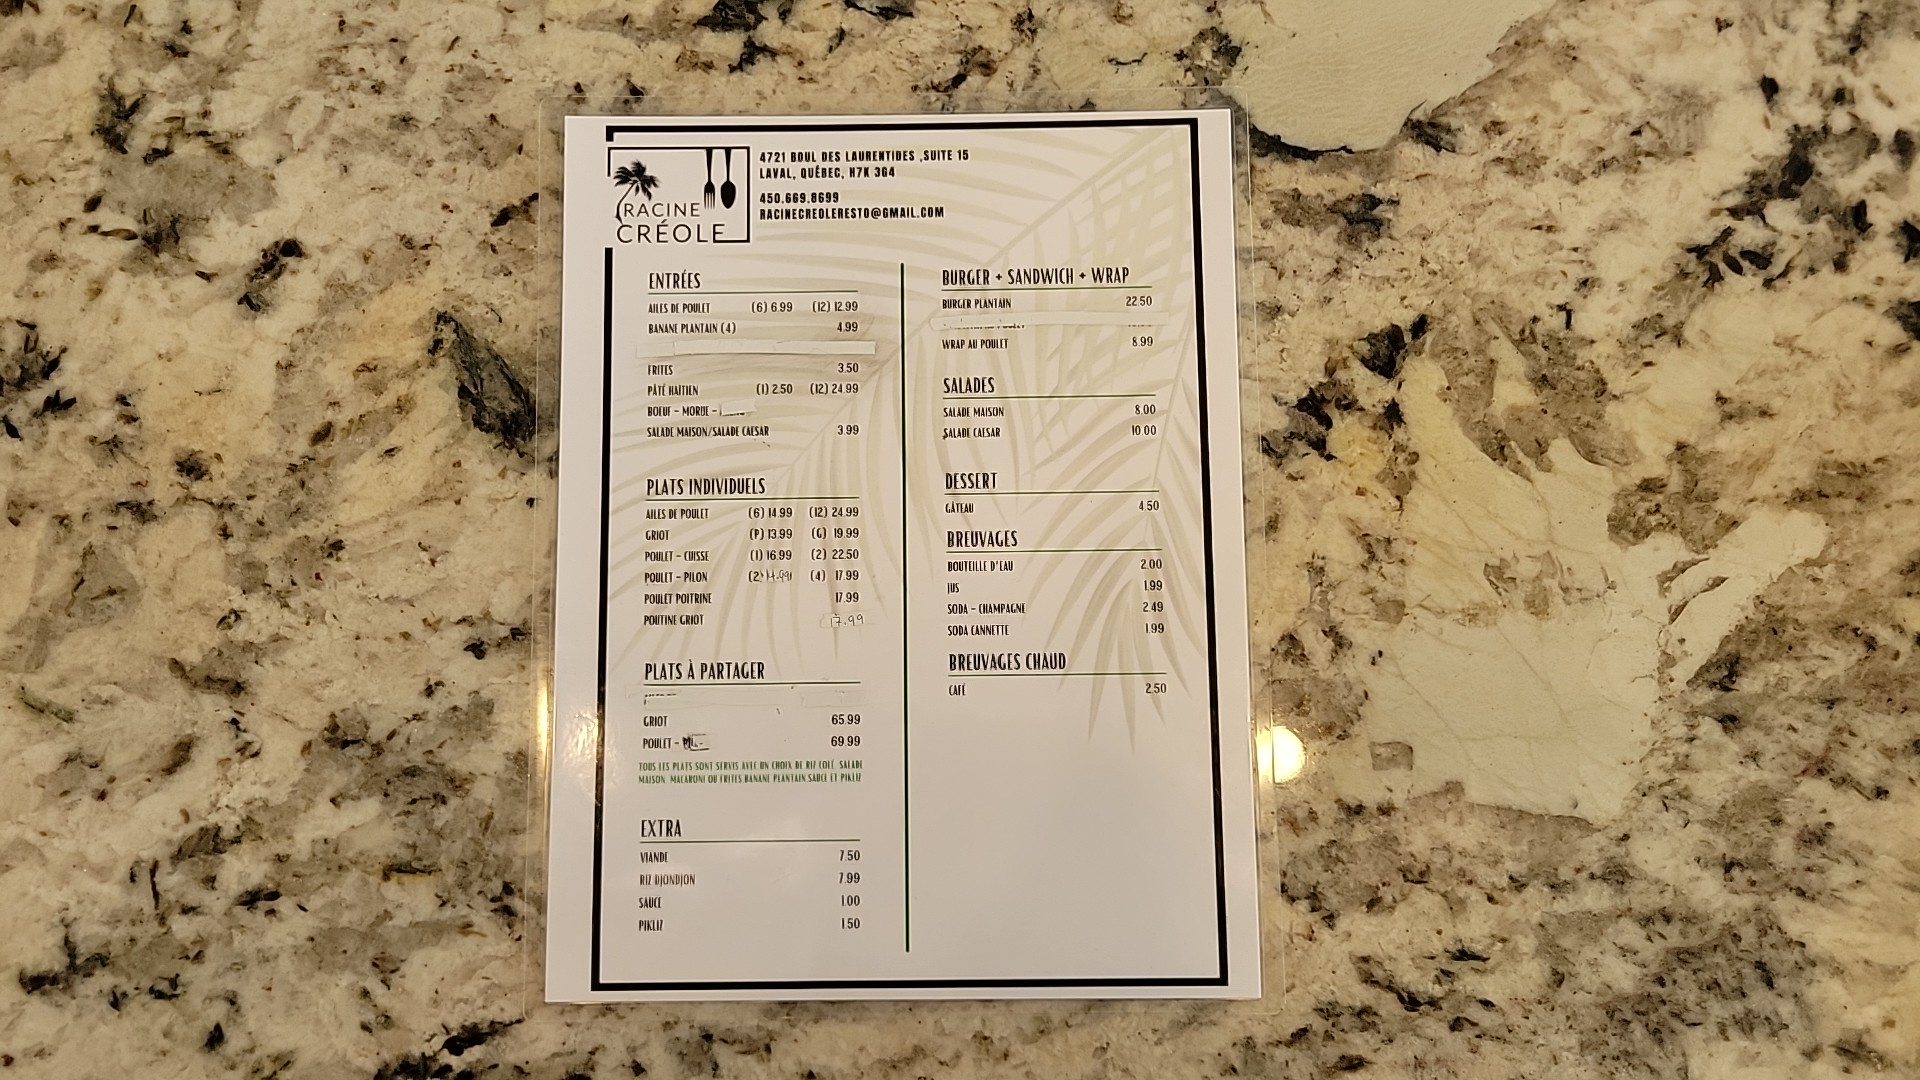 RACINE
CRÉOLE
4721 BOUL DES LAURENTIDES ,SUITE 15
LAVAL, QUÉBEC, H7K 3G4
450.669.8699
RACINECREOLERESTO@GMAIL.COM
ENTRÉES
AILES DE POULET (6) 6.99 (12) 12.99
BANANE PLANTAIN (4) 4.99
FRITES 3.50
PÂTÉ HAITIEN (1) 2.50 (12) 24.99
BOEUF - MORUE -
SALADE MAISON/SALADE CAESAR 3.99
PLATS INDIVIDUELS
AILES DE POULET (6) 14.99 (12) 24.99
GRIOT (P) 13.99 (G) 19.99
POULET - CUISSE (1) 16.99 (2) 22.50
POULET - PILON (2) 14.99 (4) 17.99
POULET POITRINE 17.99
POUTINE GRIOT 17.99
PLATS À PARTAGER
GRIOT 65.99
POULET - 69.99
TOUS LES PLATS SONT SERVIS AVEC UN CHOIX DE RIZ COLÉ, SALADE
MAISON, MACARONI OU FRITES BANANE PLANTAIN SAUCE ET PIKLIZ
EXTRA
VIANDE 7.50
RIZ DJONDJON 7.99
SAUCE 1.00
PIKLIZ 1.50
BURGER + SANDWICH + WRAP
BURGER PLANTAIN 22.50
WRAP AU POULET 8.99
SALADES
SALADE MAISON 8.00
SALADE CAESAR 10.00
DESSERT
GÂTEAU 4.50
BREUVAGES
BOUTEILLE D'EAU 2.00
JUS 1.99
SODA - CHAMPAGNE 2.49
SODA CANNETTE 1.99
BREUVAGES CHAUD
CAFÉ 2.50